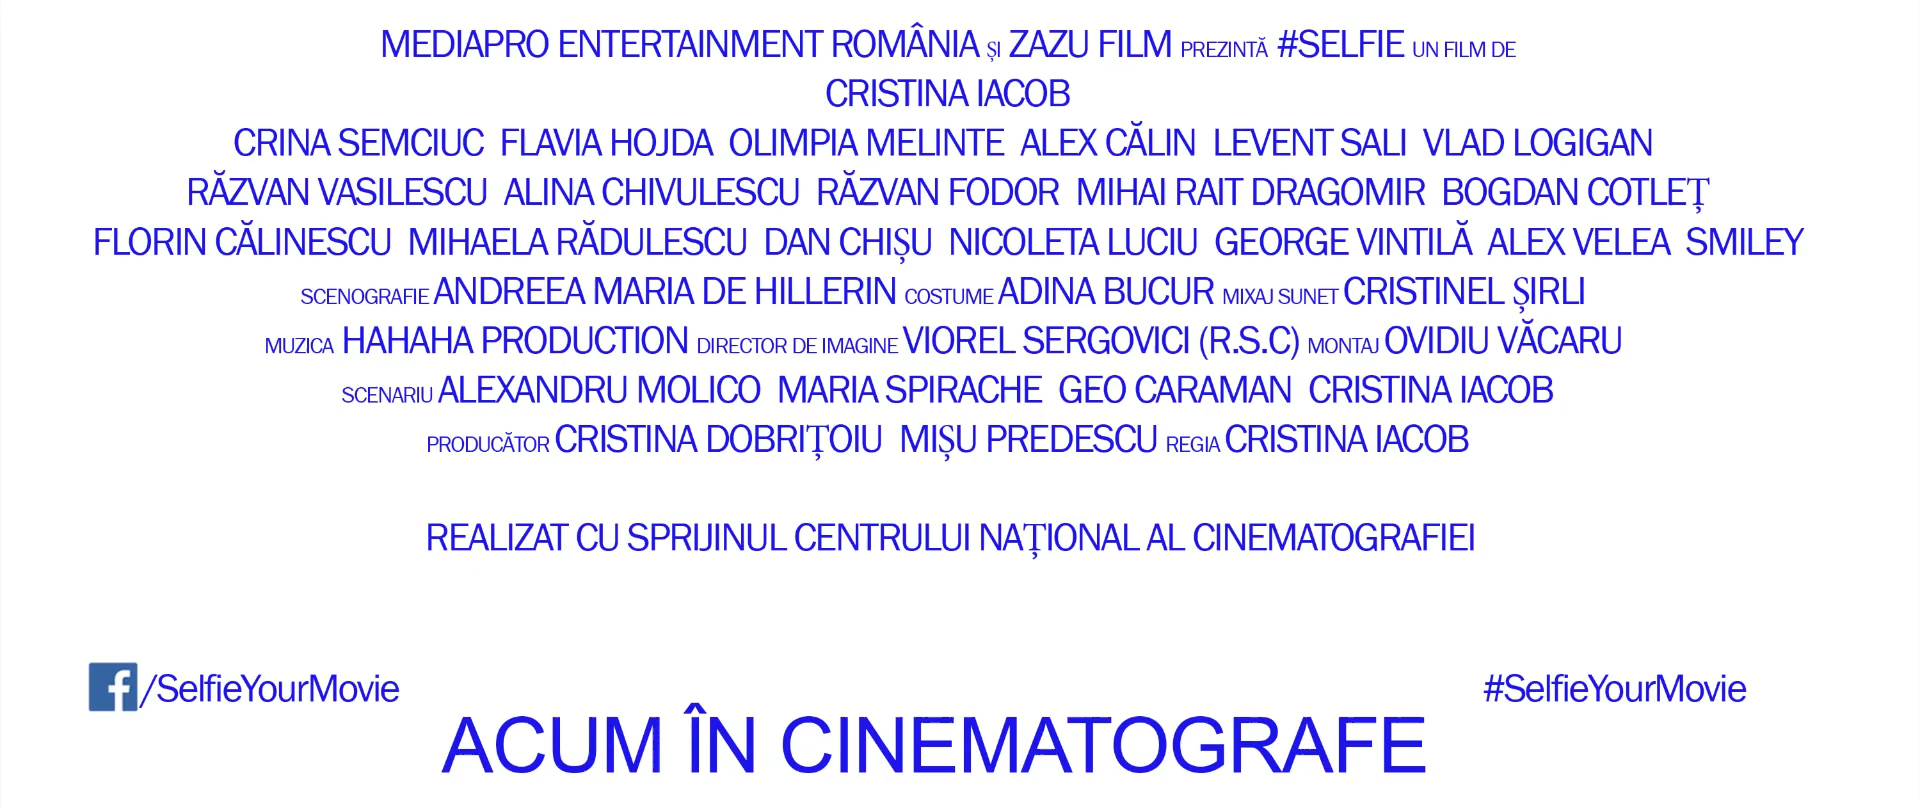 MEDIAPRO ENTERTAINMENT ROMÂNIA ȘI ZAZU FILM PREZINTĂ #SELFIE UN FILM DE
CRISTINA IACOB
CRINA SEMCIUC FLAVIA HOJDA OLIMPIA MELINTE ALEX CĂLIN LEVENT SALI VLAD LOGIGAN
RĂZVAN VASILESCU ALINA CHIVULESCU RĂZVAN FODOR MIHAI RAIT DRAGOMIR BOGDAN COTLEȚ
FLORIN CĂLINESCU MIHAELA RĂDULESCU DAN CHIȘU NICOLETA LUCIU GEORGE VINTILĂ ALEX VELEA SMILEY
SCENOGRAFIE ANDREEA MARIA DE HILLERIN COSTUME ADINA BUCUR MIXAJ SUNET CRISTINEL ȘIRLI
MUZICA HAHAHA PRODUCTION DIRECTOR DE IMAGINE VIOREL SERGOVICI (R.S.C) MONTAJ OVIDIU VĂCARU
SCENARIU ALEXANDRU MOLICO MARIA SPIRACHE GEO CARAMAN CRISTINA IACOB
PRODUCĂTOR CRISTINA DOBRIȚOIU MIȘU PREDESCU REGIA CRISTINA IACOB
REALIZAT CU SPRIJINUL CENTRULUI NAȚIONAL AL CINEMATOGRAFIEI
f/SelfieYourMovie
#SelfieYourMovie
ACUM ÎN CINEMATOGRAFE